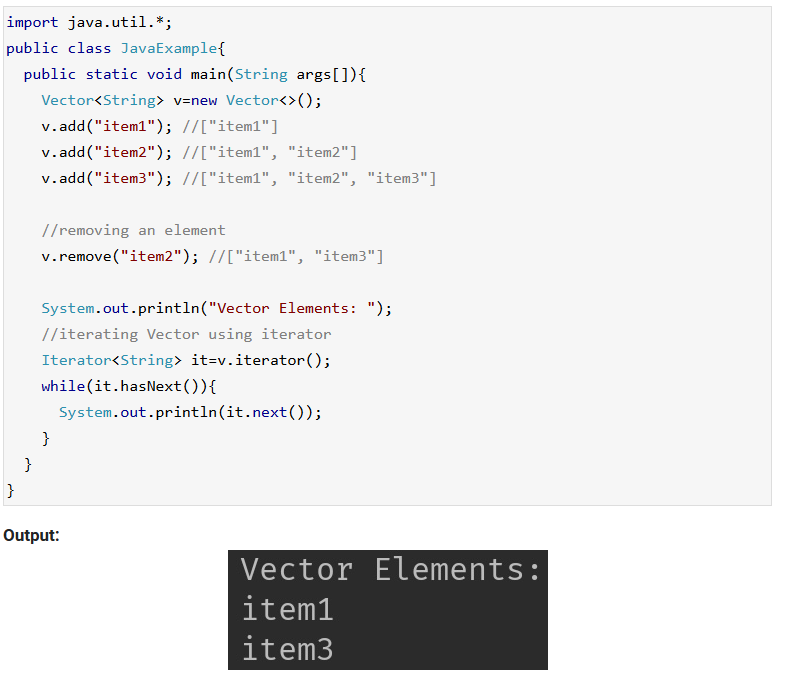 import java.util.*;
public class JavaExample{
  public static void main(String args[]){
    Vector<String> v=new Vector<>();
    v.add("item1"); //["item1"]
    v.add("item2"); //["item1", "item2"]
    v.add("item3"); //["item1", "item2", "item3"]

    //removing an element
    v.remove("item2"); //["item1", "item3"]

    System.out.println("Vector Elements: ");
    //iterating Vector using iterator
    Iterator<String> it=v.iterator();
    while(it.hasNext()){
      System.out.println(it.next());
    }
  }
}
Output:
Vector Elements:
item1
item3